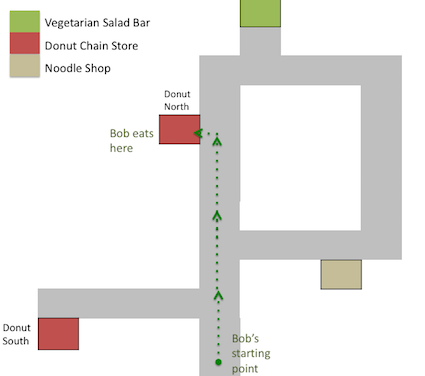 Vegetarian Salad Bar
Donut Chain Store
Noodle Shop
Donut
North
Bob eats
here
Donut
South
Bob's
starting
point